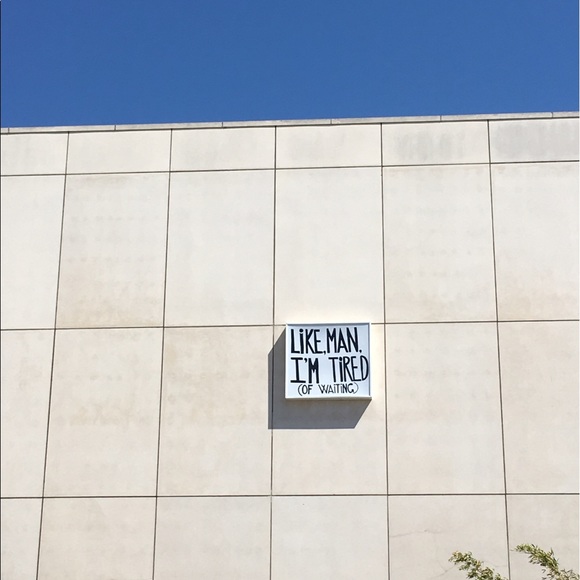 LiKE, MAN,
I'M TiRED
(OF WAiTiNG)